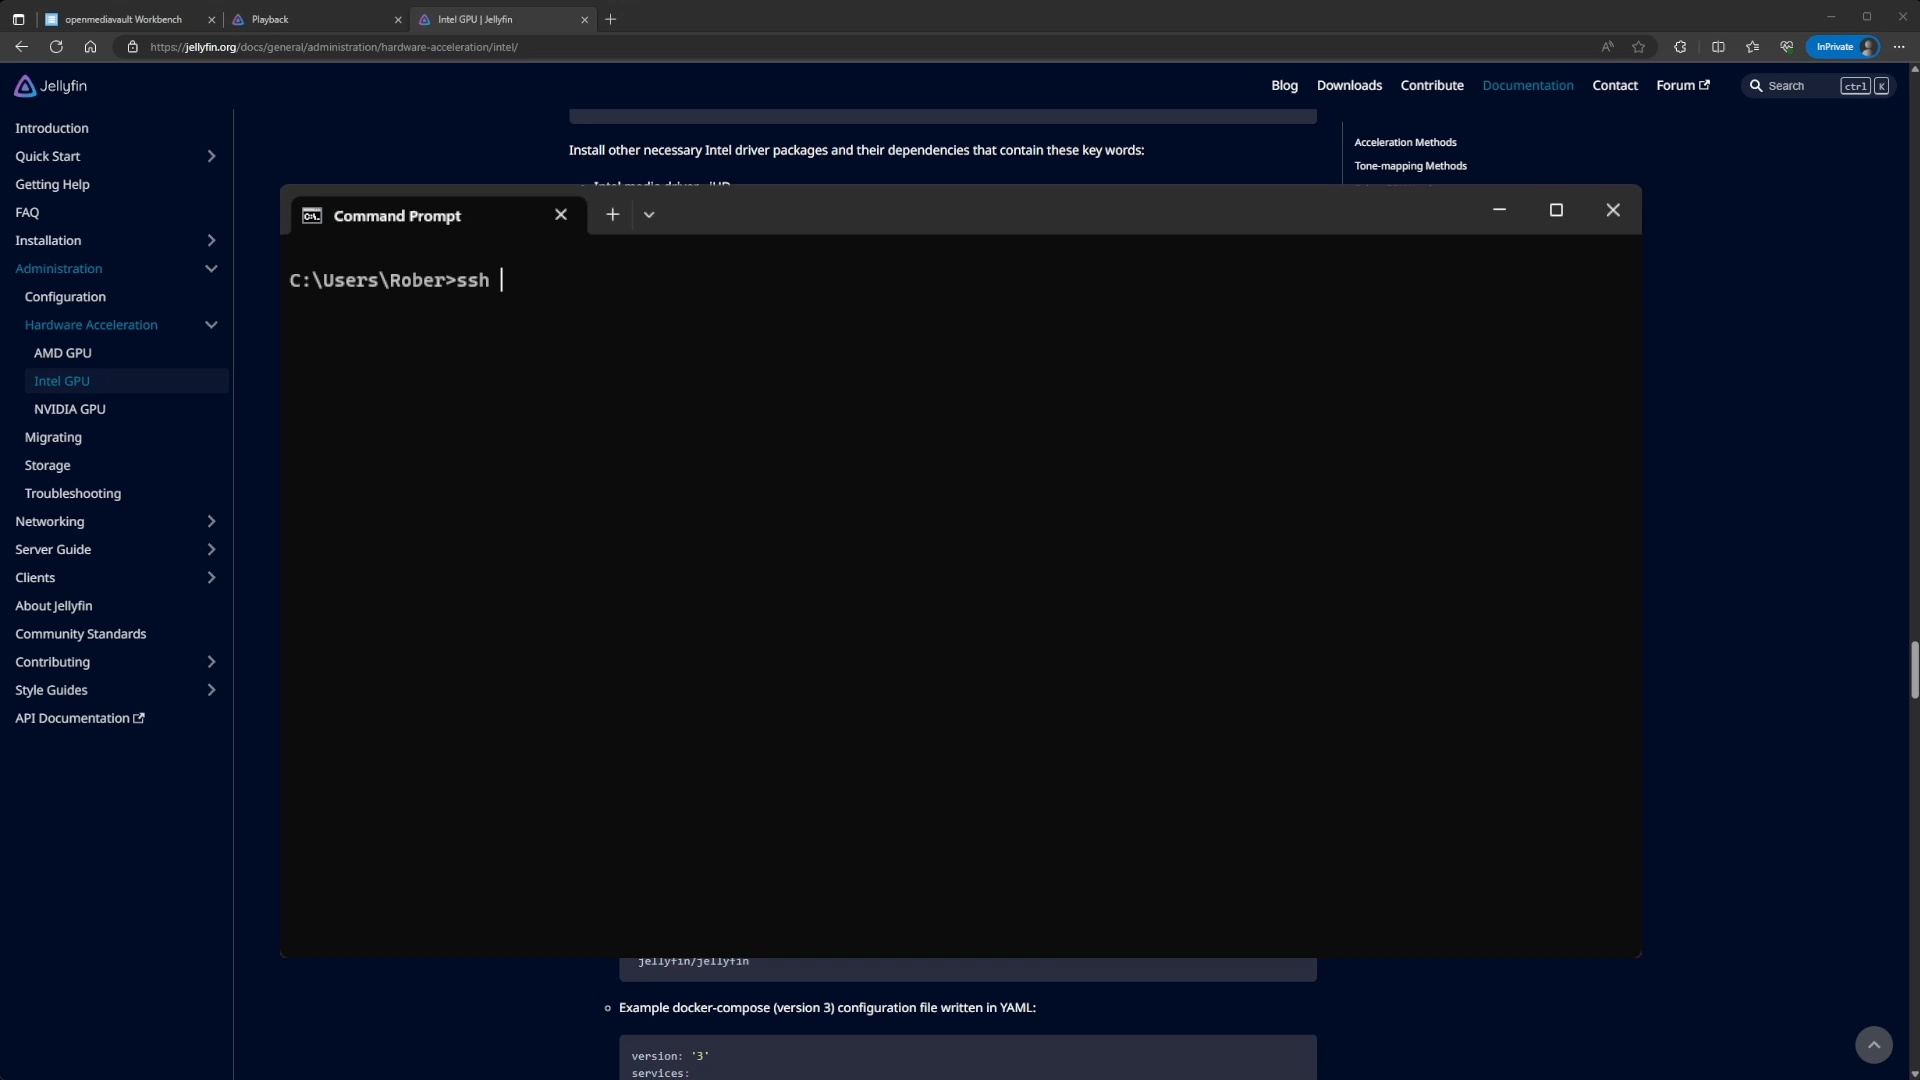 openmediavault Workbench
Playback
Intel GPU | Jellyfin
https://jellyfin.org/docs/general/administration/hardware-acceleration/intel/
InPrivate
Jellyfin
Blog
Downloads
Contribute
Documentation
Contact
Forum
Search
ctrl
K
Introduction
Quick Start
Getting Help
FAQ
Installation
Administration
Configuration
Hardware Acceleration
AMD GPU
Intel GPU
NVIDIA GPU
Migrating
Storage
Troubleshooting
Networking
Server Guide
Clients
About Jellyfin
Community Standards
Contributing
Style Guides
API Documentation
Install other necessary Intel driver packages and their dependencies that contain these key words:
Acceleration Methods
Tone-mapping Methods
Command Prompt
C:\Users\Rober>ssh
jellyfin/jellyfin
Example docker-compose (version 3) configuration file written in YAML:
version: '3'
services: